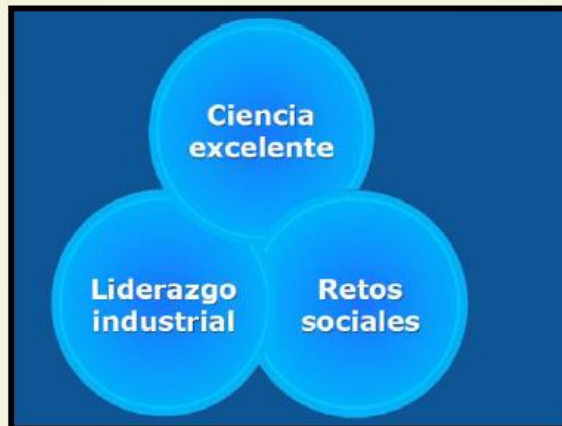 Ciencia
excelente
Liderazgo
industrial
Retos
sociales